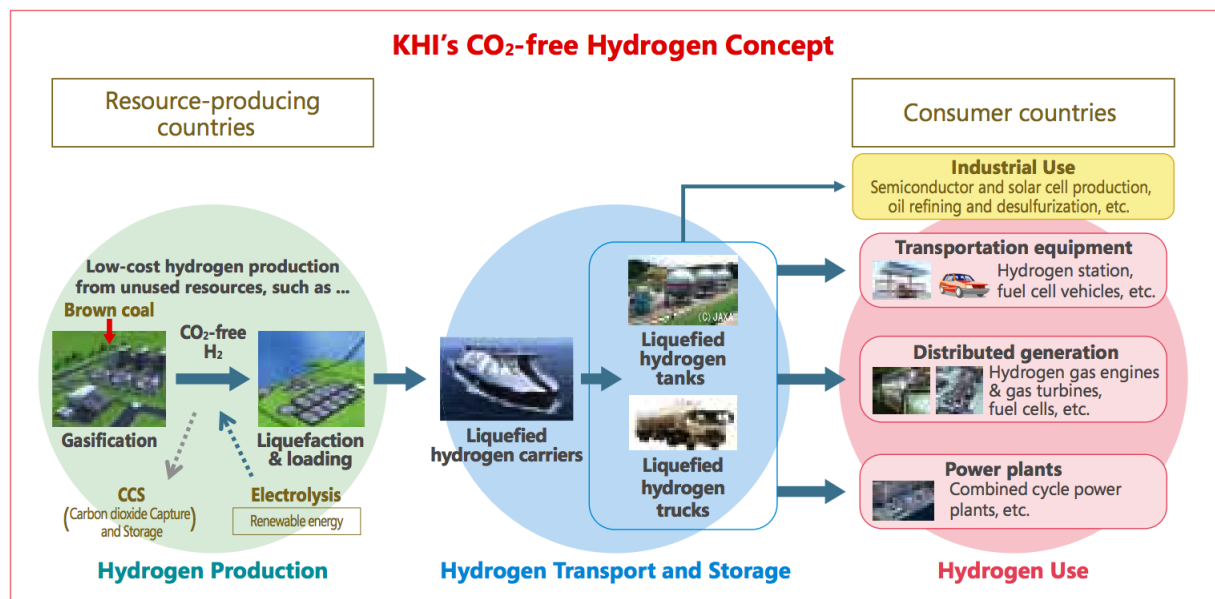 KHI's CO₂-free Hydrogen Concept
Resource-producing
countries
Consumer countries
Industrial Use
Semiconductor and solar cell production,
oil refining and desulfurization, etc.
Low-cost hydrogen production
from unused resources, such as ...
Brown coal
CO₂-free
H₂
Gasification
Liquefaction
& loading
CCS
(Carbon dioxide Capture
and Storage)
Electrolysis
Renewable energy
Hydrogen Production
Liquefied
hydrogen carriers
(C) JAXA
Liquefied
hydrogen
tanks
Liquefied
hydrogen
trucks
Hydrogen Transport and Storage
Transportation equipment
Hydrogen station,
fuel cell vehicles, etc.
Distributed generation
Hydrogen gas engines
& gas turbines,
fuel cells, etc.
Power plants
Combined cycle power
plants, etc.
Hydrogen Use